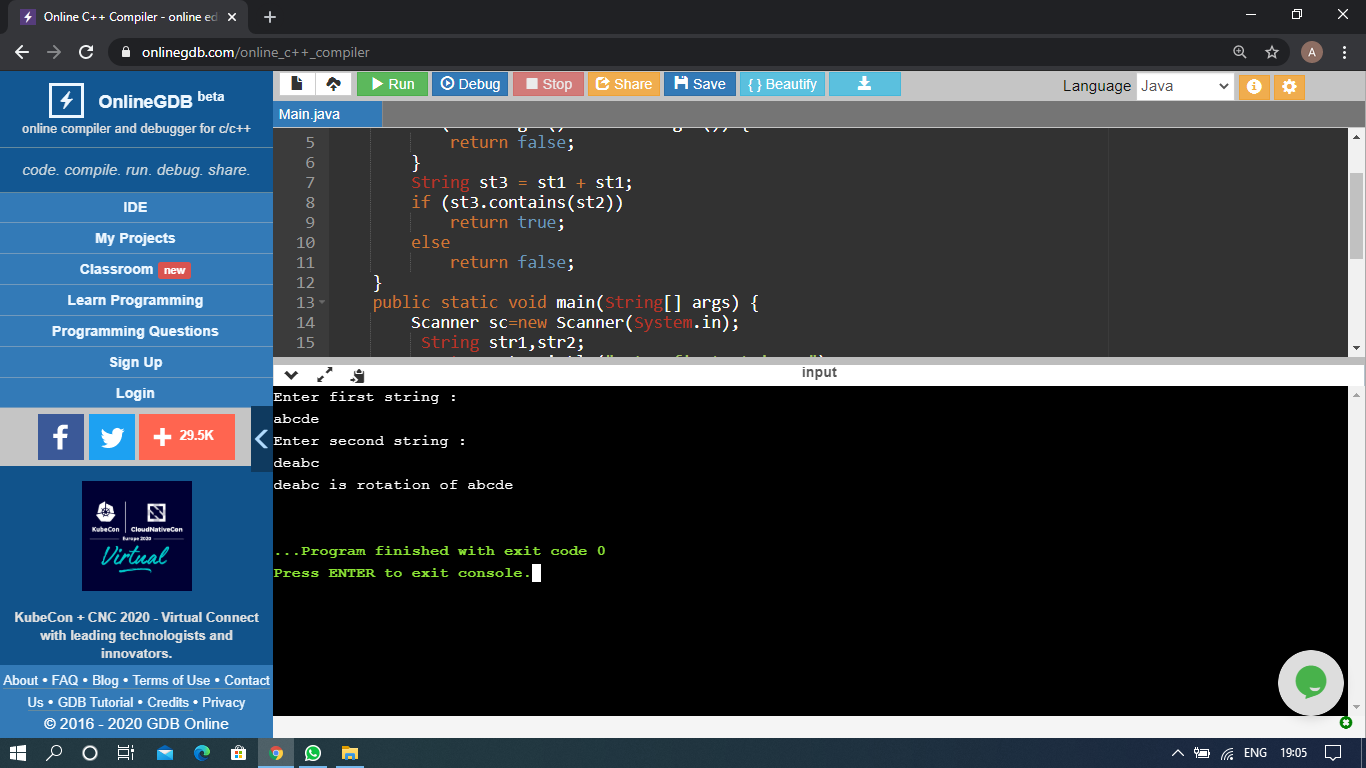 Online C++ Compiler - online ed
onlinegdb.com/online_c++_compiler
A
OnlineGDB beta
online compiler and debugger for c/c++
code. compile. run. debug. share.
IDE
My Projects
Classroom new
Learn Programming
Programming Questions
Sign Up
Login
29.5K
KubeCon
CloudNativeCon
Europe 2020
Virtual
KubeCon + CNC 2020 - Virtual Connect
with leading technologists and
innovators.
About • FAQ • Blog • Terms of Use • Contact
Us • GDB Tutorial • Credits • Privacy
© 2016 - 2020 GDB Online
Run Debug Stop Share Save { } Beautify
Language Java
Main.java
5 return false;
6 }
7 String st3 = st1 + st1;
8 if (st3.contains(st2))
9 return true;
10 else
11 return false;
12 }
13 public static void main(String[] args) {
14 Scanner sc=new Scanner(System.in);
15 String str1,str2;
input
Enter first string :
abcde
Enter second string :
deabc
deabc is rotation of abcde
...Program finished with exit code 0
Press ENTER to exit console.
ENG 19:05